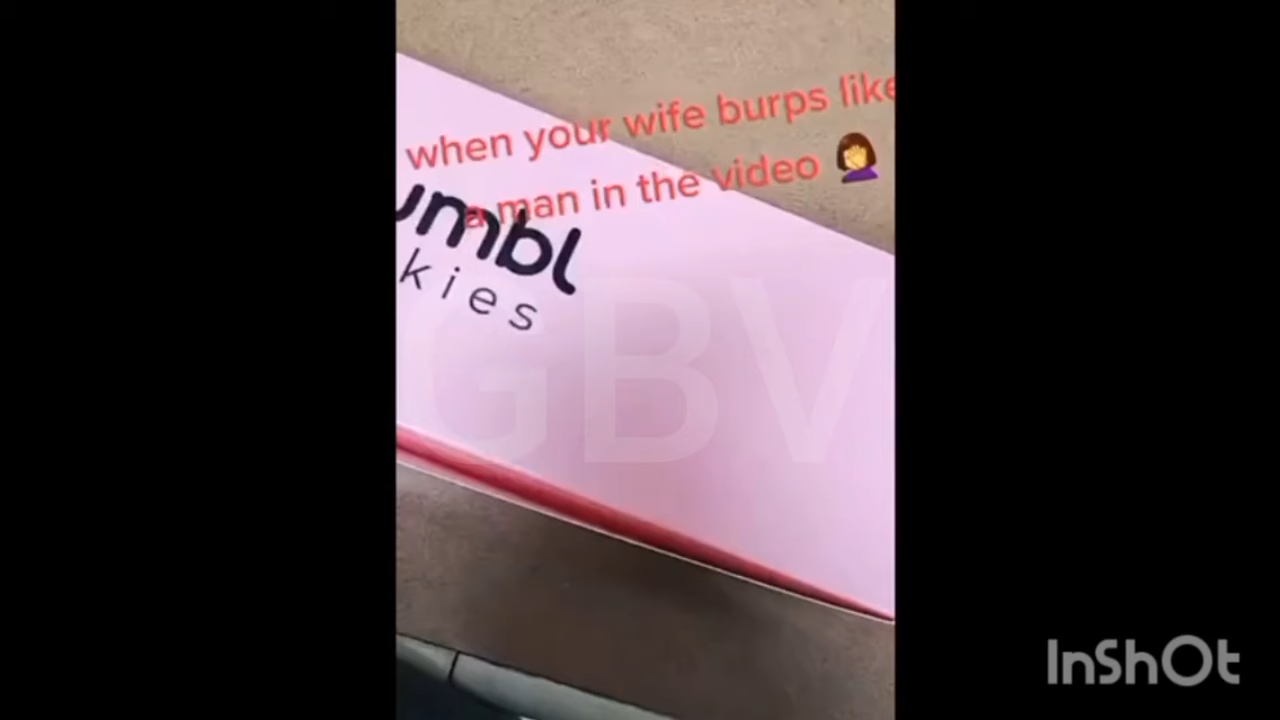 when your wife burps like
a man in the video 🤦‍♀️
umbl
kies
GBV
InShOt